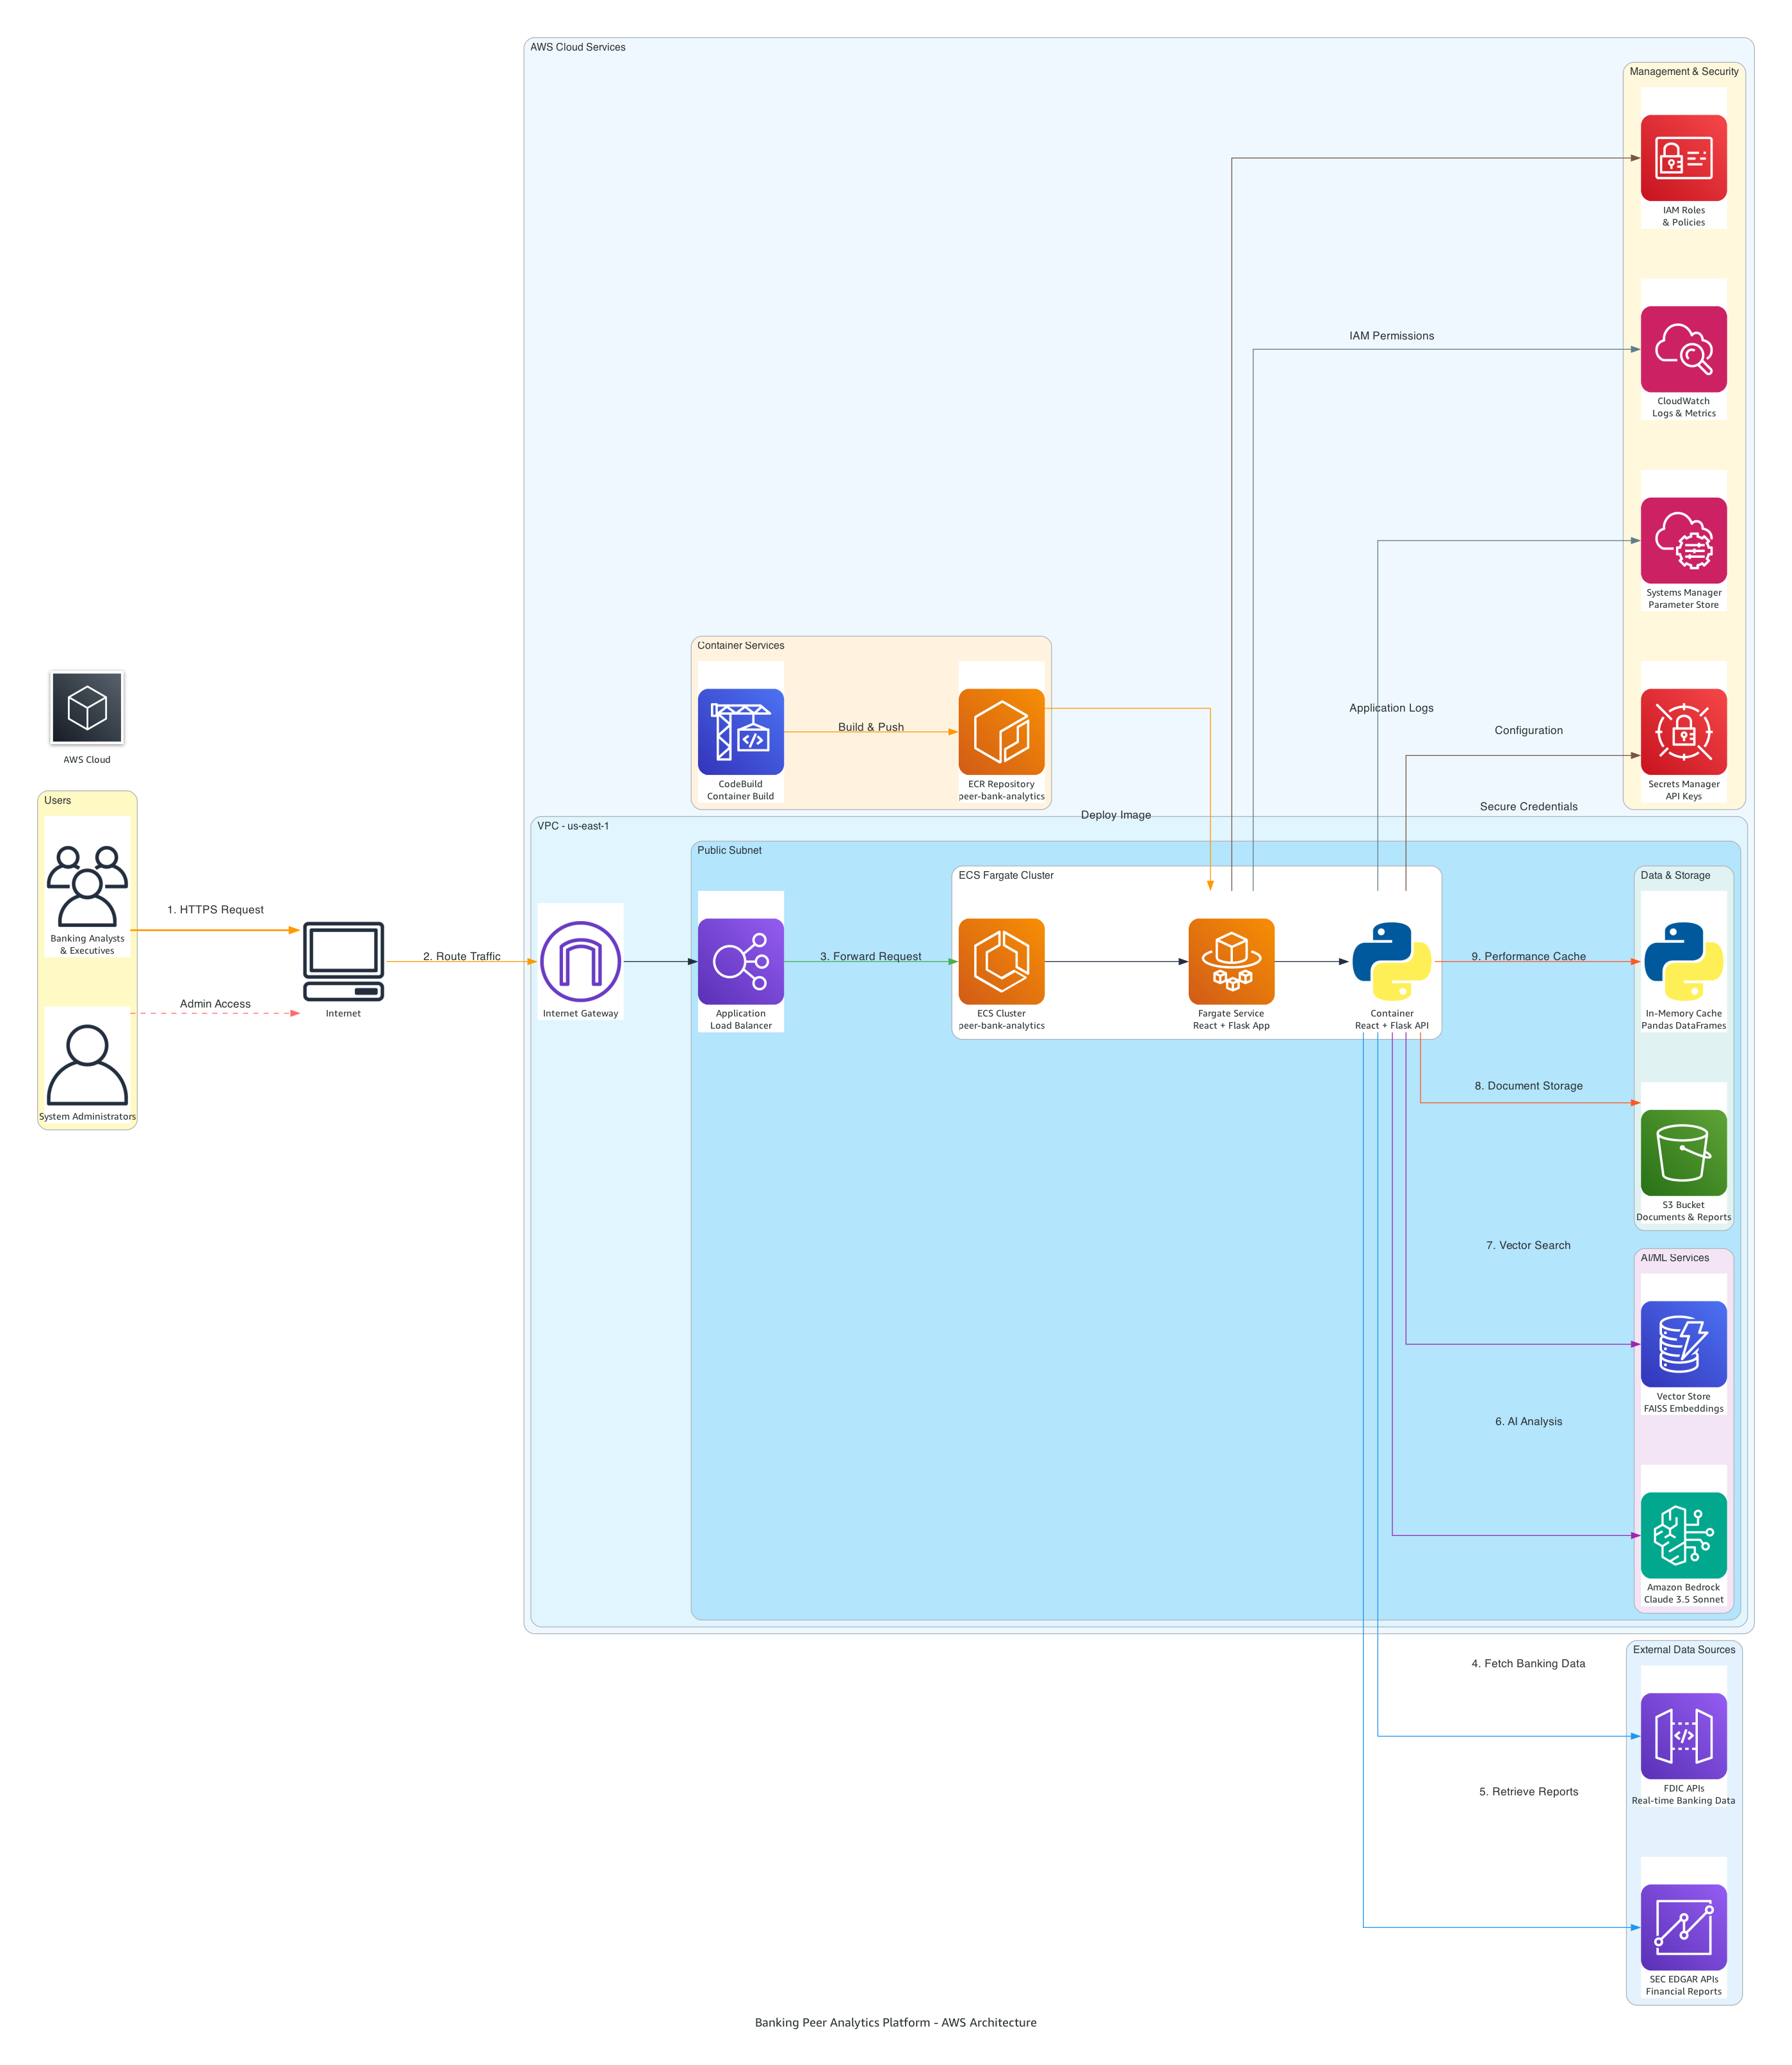 AWS Cloud Services
Management & Security
IAM Roles
& Policies
IAM Permissions
CloudWatch
Logs & Metrics
Systems Manager
Parameter Store
Container Services
Application Logs
Build & Push
Configuration
AWS Cloud
CodeBuild
Container Build
ECR Repository
peer-bank-analytics
Secrets Manager
API Keys
Users
Secure Credentials
Deploy Image
VPC - us-east-1
Public Subnet
ECS Fargate Cluster
Data & Storage
1. HTTPS Request
Banking Analysts
& Executives
2. Route Traffic
3. Forward Request
9. Performance Cache
Admin Access
Internet
Internet Gateway
Application
Load Balancer
ECS Cluster
peer-bank-analytics
Fargate Service
React + Flask App
Container
React + Flask API
In-Memory Cache
Pandas DataFrames
8. Document Storage
System Administrators
S3 Bucket
Documents & Reports
7. Vector Search
AI/ML Services
Vector Store
FAISS Embeddings
6. AI Analysis
Amazon Bedrock
Claude 3.5 Sonnet
External Data Sources
4. Fetch Banking Data
FDIC APIs
Real-time Banking Data
5. Retrieve Reports
SEC EDGAR APIs
Financial Reports
Banking Peer Analytics Platform - AWS Architecture